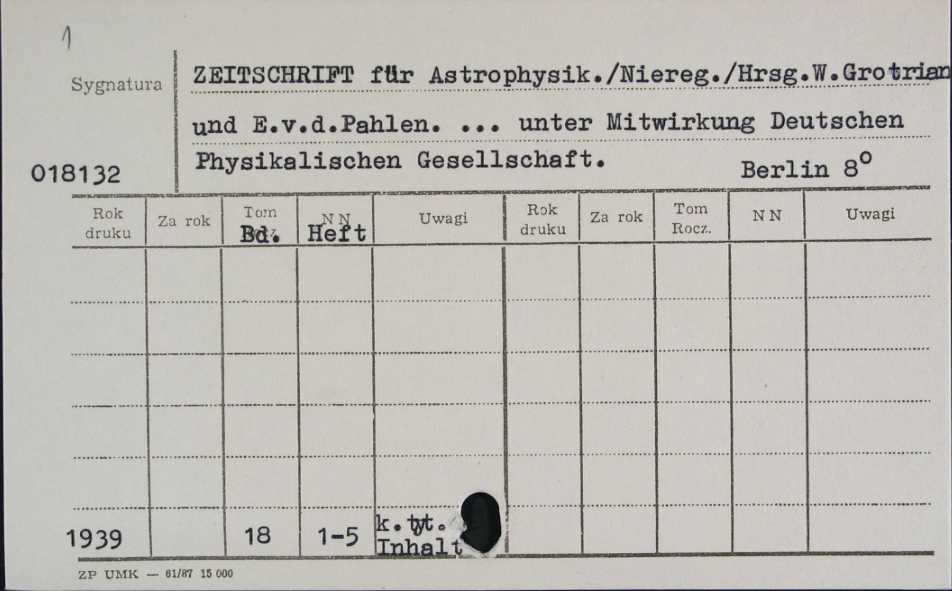 1
Sygnatura
ZEITSCHRIFT für Astrophysik./Niereg./Hrsg.W.Grotrian
und E.v.d.Pahlen. ... unter Mitwirkung Deutschen
Physikalischen Gesellschaft.
018132
Berlin 8°
Rok druku Za rok Tom Bd. NN Heft Uwagi Rok druku Za rok Tom Rocz. NN Uwagi
1939 18 1-5 k.tyt. Inhalt
ZP UMK — 61/87 15 000